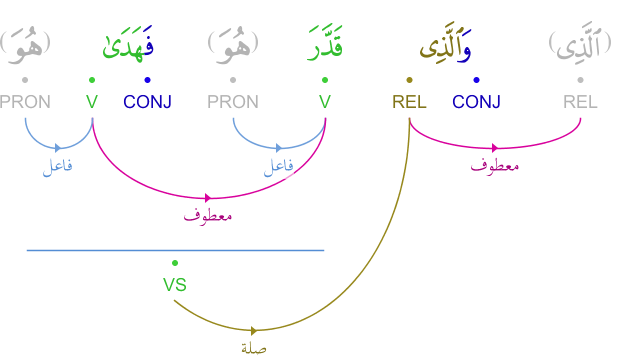 (ٱلَّذِى) وَٱلَّذِى قَدَّرَ (هُوَ) فَهَدَىٰ (هُوَ)
REL CONJ REL V PRON CONJ V PRON
معطوف فاعل فاعل
معطوف
VS
صلة